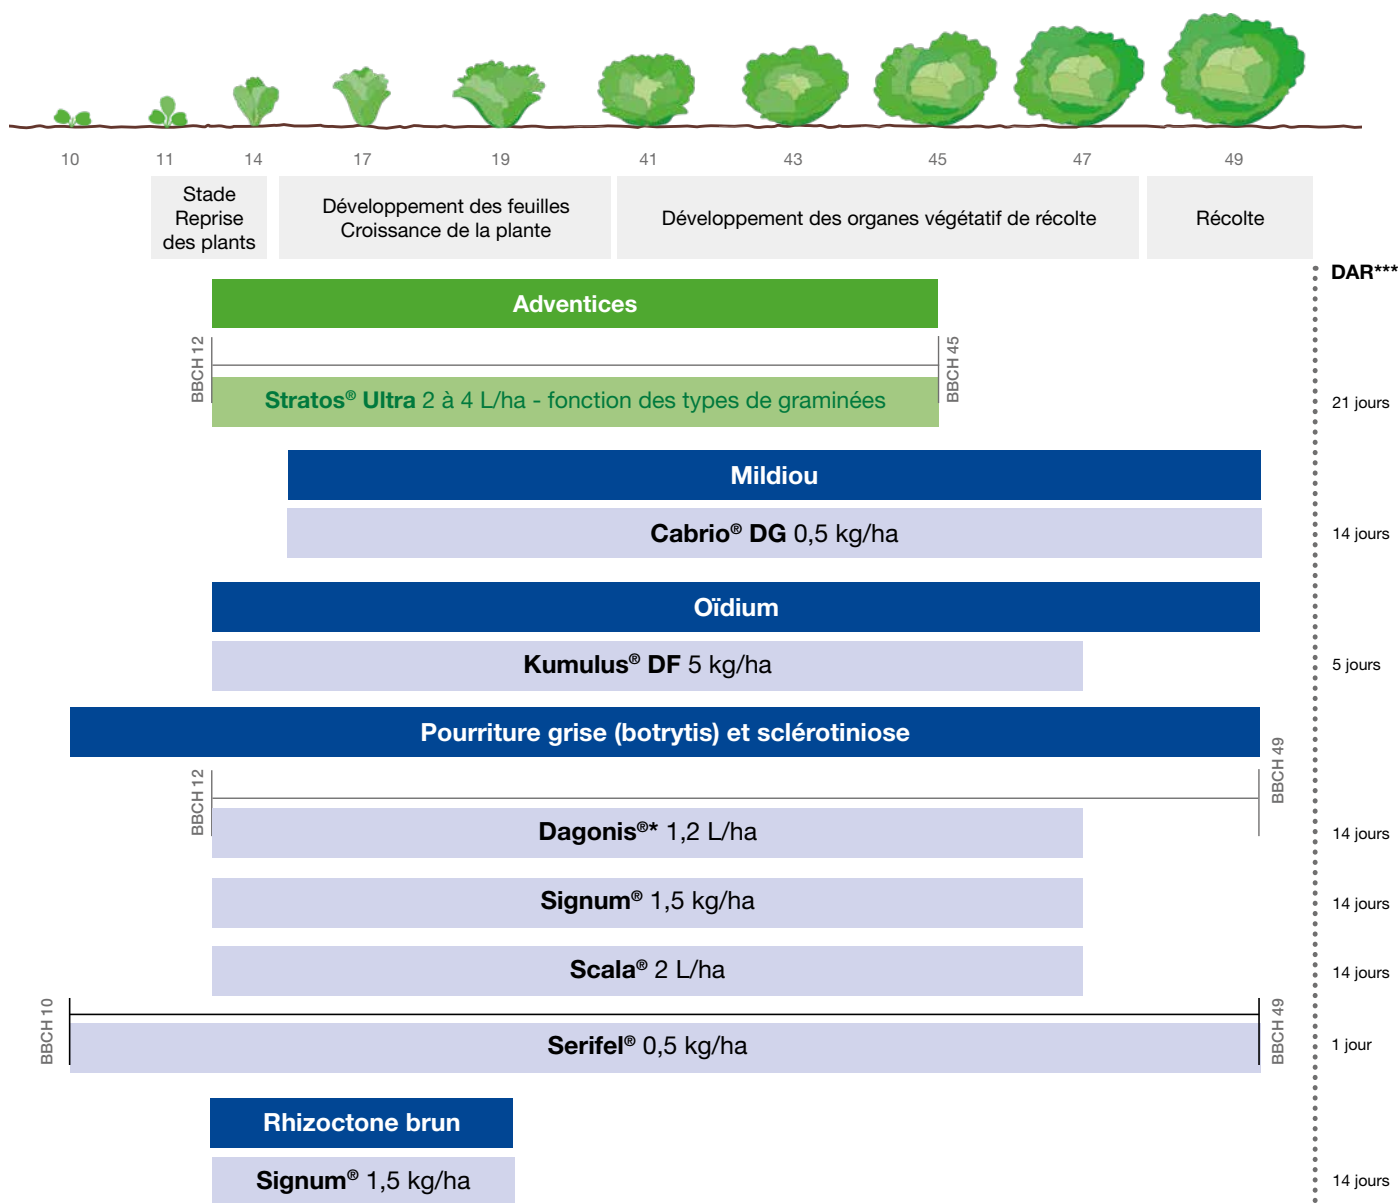 10 11 14 17 19 41 43 45 47 49
Stade
Reprise
des plants
Développement des feuilles
Croissance de la plante
Développement des organes végétatif de récolte
Récolte
DAR***
Adventices
BBCH 12
BBCH 45
Stratos® Ultra 2 à 4 L/ha - fonction des types de graminées
21 jours
Mildiou
Cabrio® DG 0,5 kg/ha
14 jours
Oïdium
Kumulus® DF 5 kg/ha
5 jours
Pourriture grise (botrytis) et sclérotiniose
BBCH 12
BBCH 49
Dagonis®* 1,2 L/ha
14 jours
Signum® 1,5 kg/ha
14 jours
Scala® 2 L/ha
14 jours
BBCH 10
BBCH 49
Serifel® 0,5 kg/ha
1 jour
Rhizoctone brun
Signum® 1,5 kg/ha
14 jours